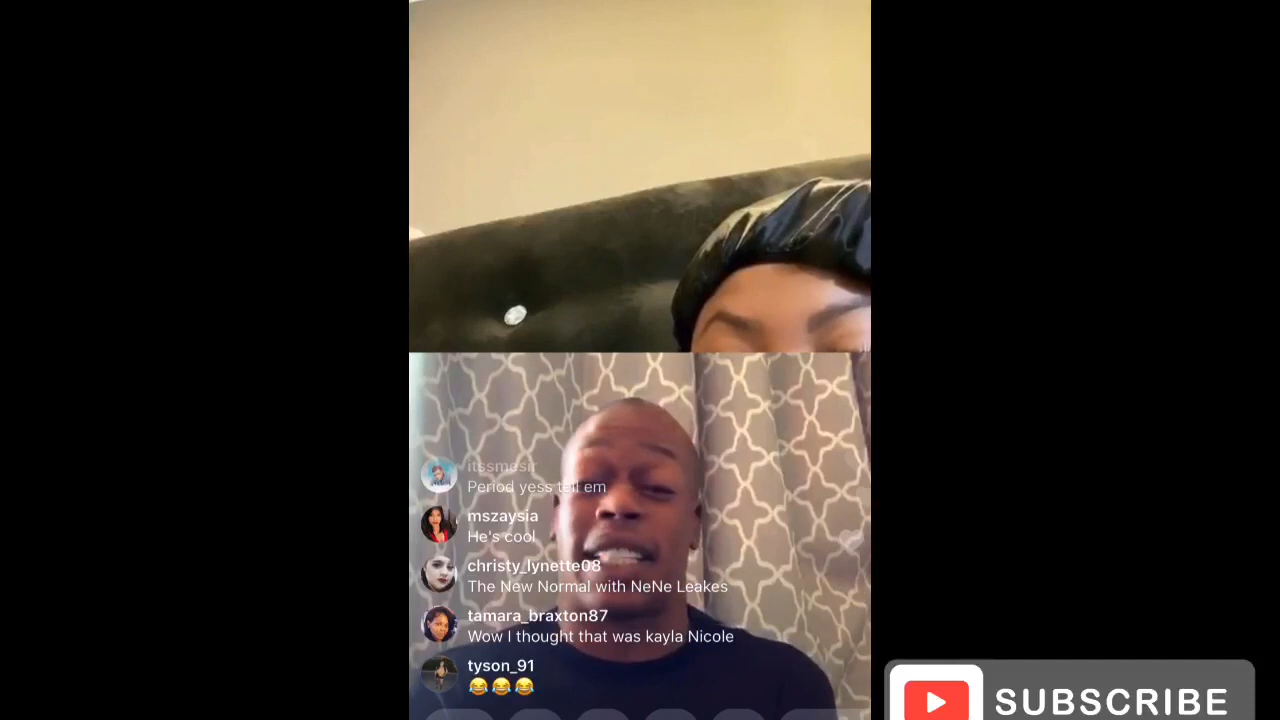 itssmesir
Period yess tell em
mszaysia
He's cool
christy_lynette08
The New Normal with NeNe Leakes
tamara_braxton87
Wow I thought that was kayla Nicole
tyson_91
😂😂😂
SUBSCRIBE